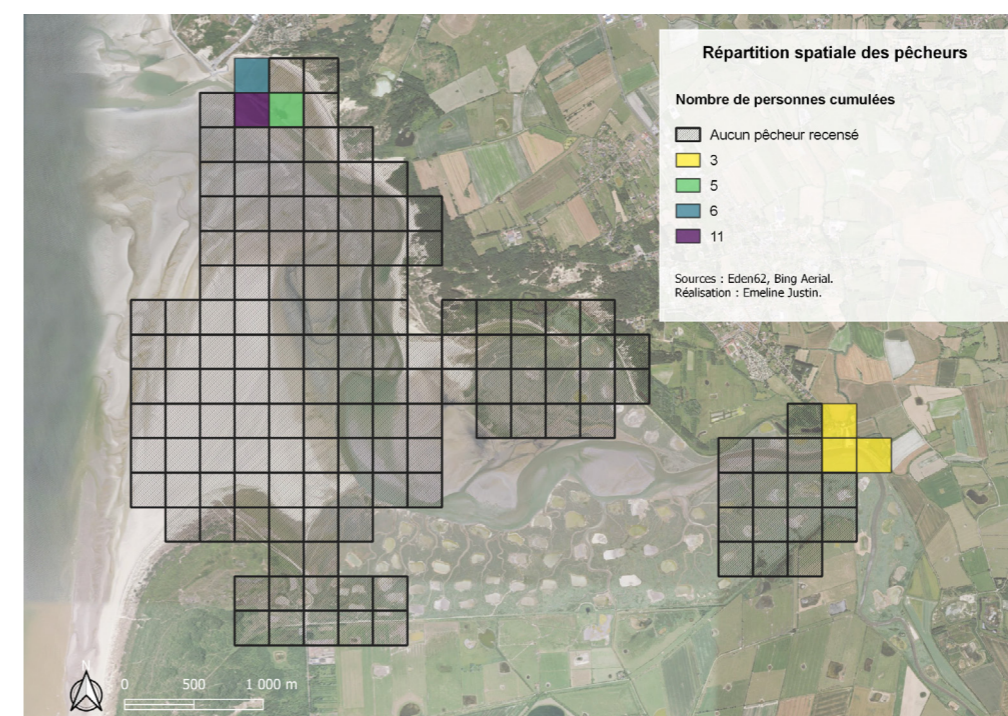 Répartition spatiale des pêcheurs
Nombre de personnes cumulées
Aucun pêcheur recensé
3
5
6
11
Sources : Eden62, Bing Aerial.
Réalisation : Emeline Justin.
N
0 500 1 000 m